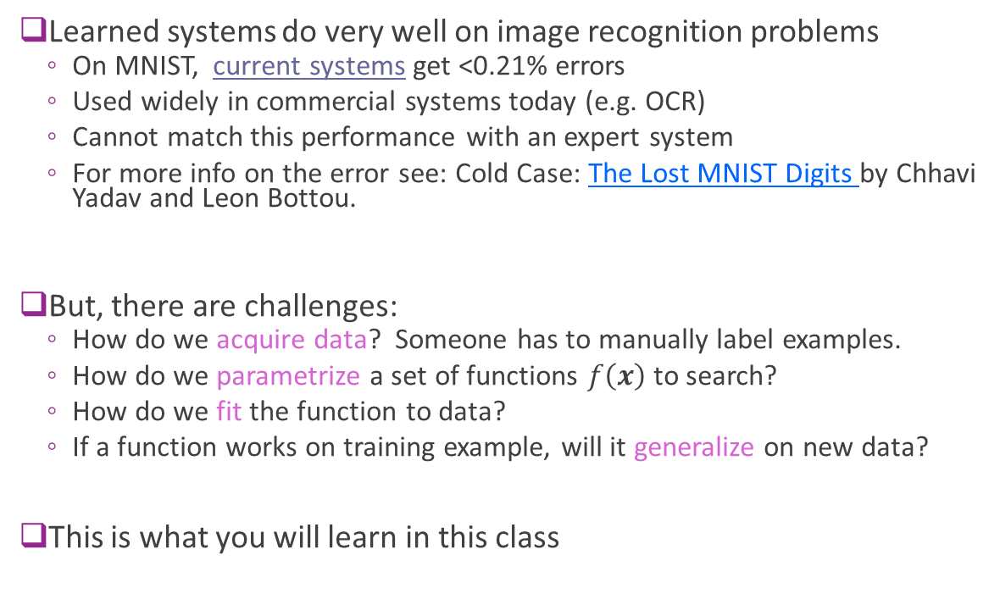 Learned systems do very well on image recognition problems
On MNIST, current systems get <0.21% errors
Used widely in commercial systems today (e.g. OCR)
Cannot match this performance with an expert system
For more info on the error see: Cold Case: The Lost MNIST Digits by Chhavi
Yadav and Leon Bottou.
But, there are challenges:
How do we acquire data? Someone has to manually label examples.
How do we parametrize a set of functions f(x) to search?
How do we fit the function to data?
If a function works on training example, will it generalize on new data?
This is what you will learn in this class